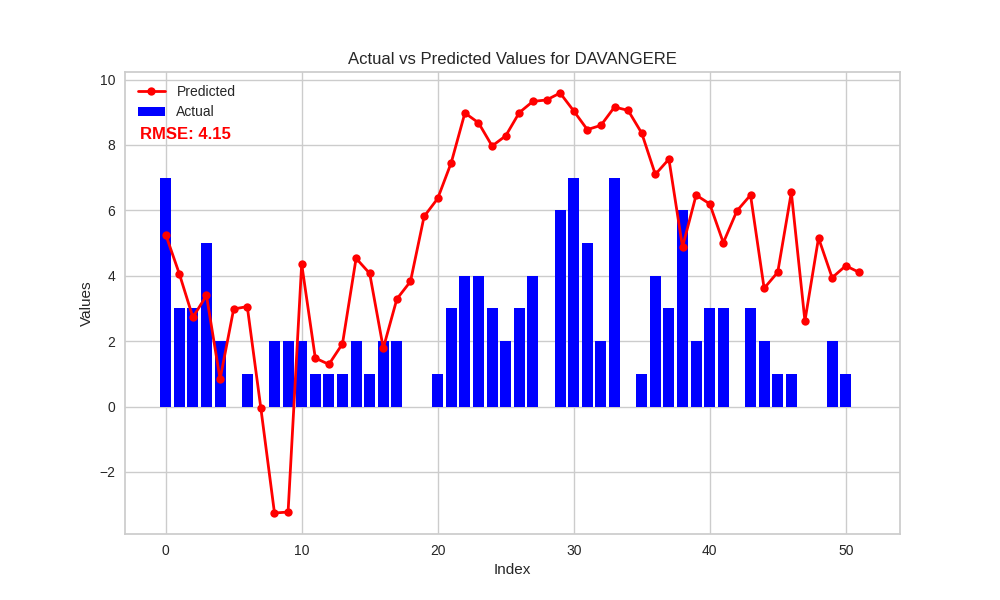 Actual vs Predicted Values for DAVANGERE
Predicted
Actual
RMSE: 4.15
Values
10
8
6
4
2
0
−2
0 10 20 30 40 50
Index